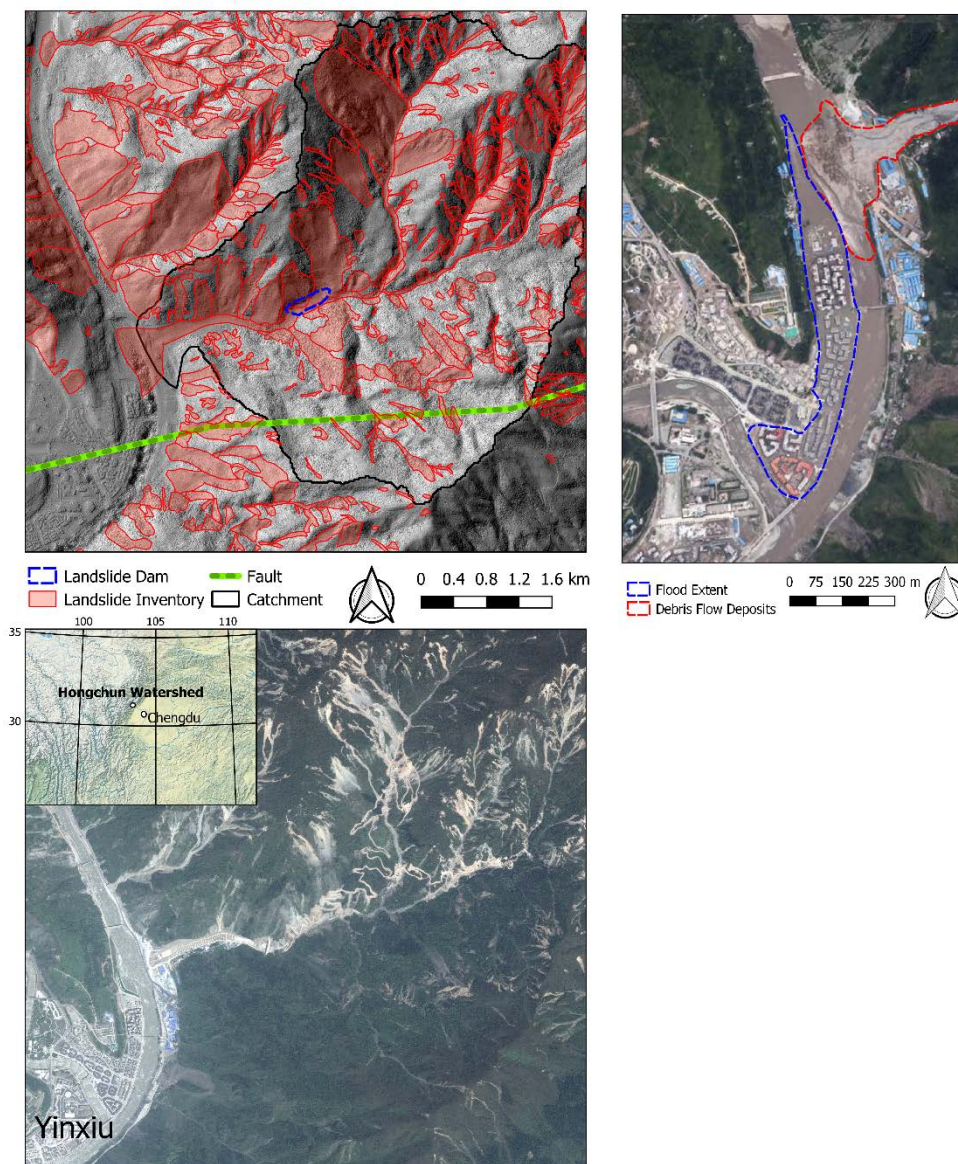 Landslide Dam
Fault
Landslide Inventory
Catchment
0 0.4 0.8 1.2 1.6 km
Flood Extent
Debris Flow Deposits
0 75 150 225 300 m
100 105 110
35
30
Hongchun Watershed
Chengdu
Yinxiu